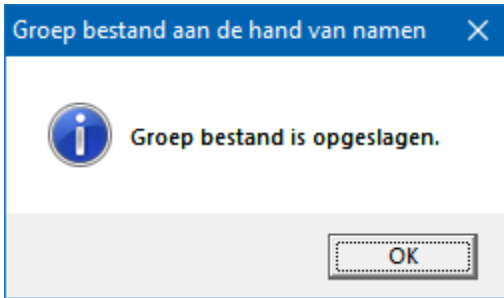 Groep bestand aan de hand van namen
Groep bestand is opgeslagen.
OK